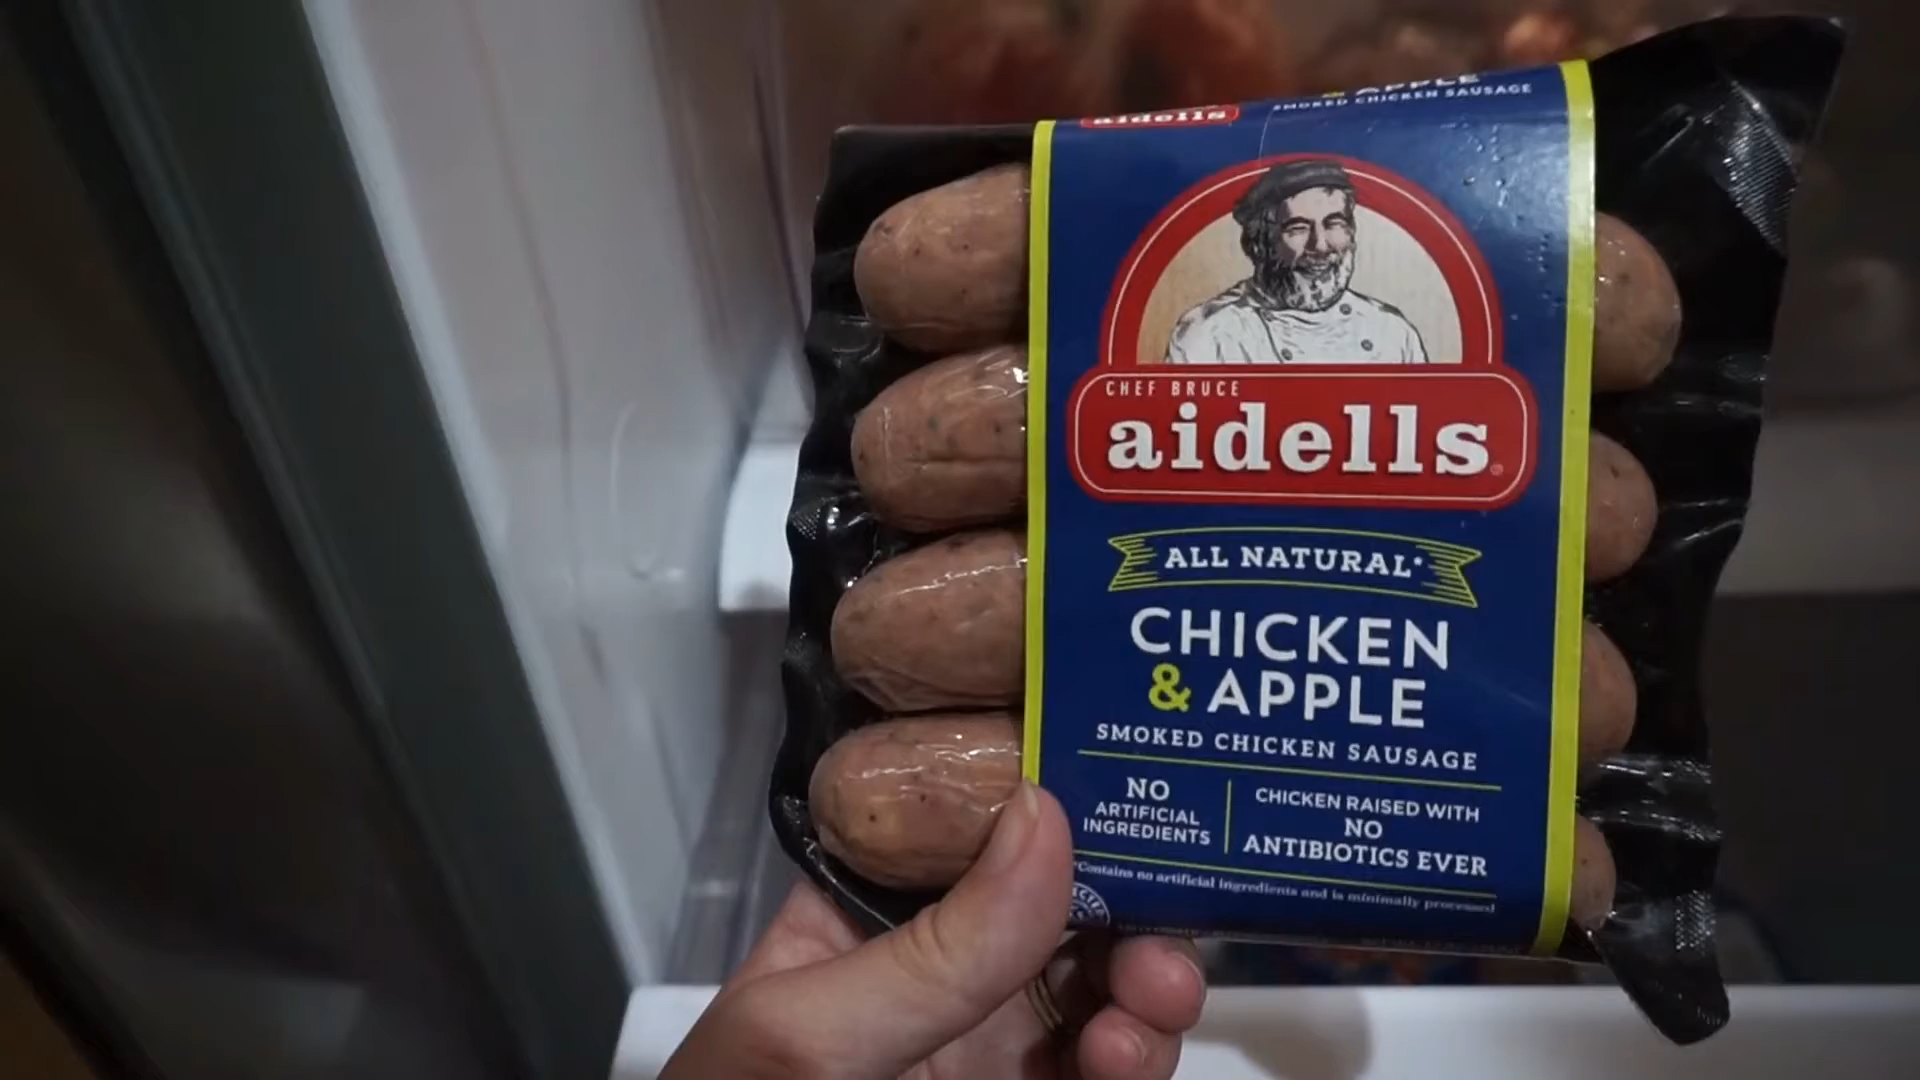 aidells
& APPLE
SMOKED CHICKEN SAUSAGE
CHEF BRUCE
aidells®
ALL NATURAL*
CHICKEN
& APPLE
SMOKED CHICKEN SAUSAGE
NO
ARTIFICIAL
INGREDIENTS
CHICKEN RAISED WITH
NO
ANTIBIOTICS EVER
*Contains no artificial ingredients and is minimally processed